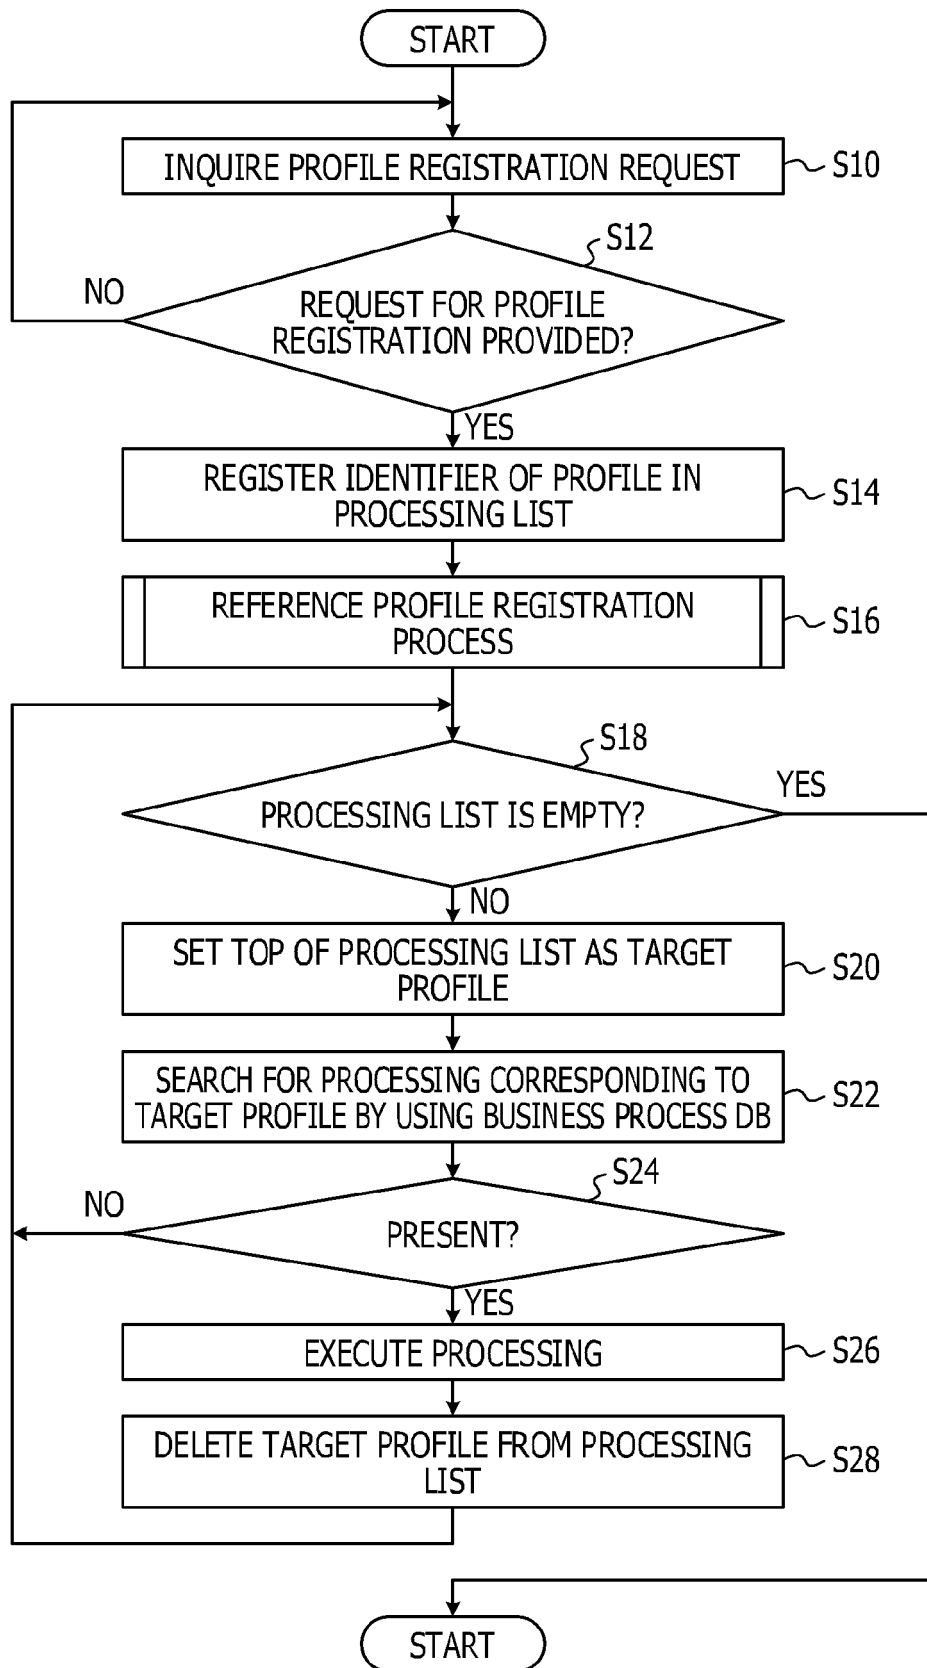 START
INQUIRE PROFILE REGISTRATION REQUEST
S10
S12
NO
REQUEST FOR PROFILE
REGISTRATION PROVIDED?
YES
REGISTER IDENTIFIER OF PROFILE IN
PROCESSING LIST
S14
REFERENCE PROFILE REGISTRATION
PROCESS
S16
S18
YES
PROCESSING LIST IS EMPTY?
NO
SET TOP OF PROCESSING LIST AS TARGET
PROFILE
S20
SEARCH FOR PROCESSING CORRESPONDING TO
TARGET PROFILE BY USING BUSINESS PROCESS DB
S22
S24
NO
PRESENT?
YES
EXECUTE PROCESSING
S26
DELETE TARGET PROFILE FROM PROCESSING
LIST
S28
START